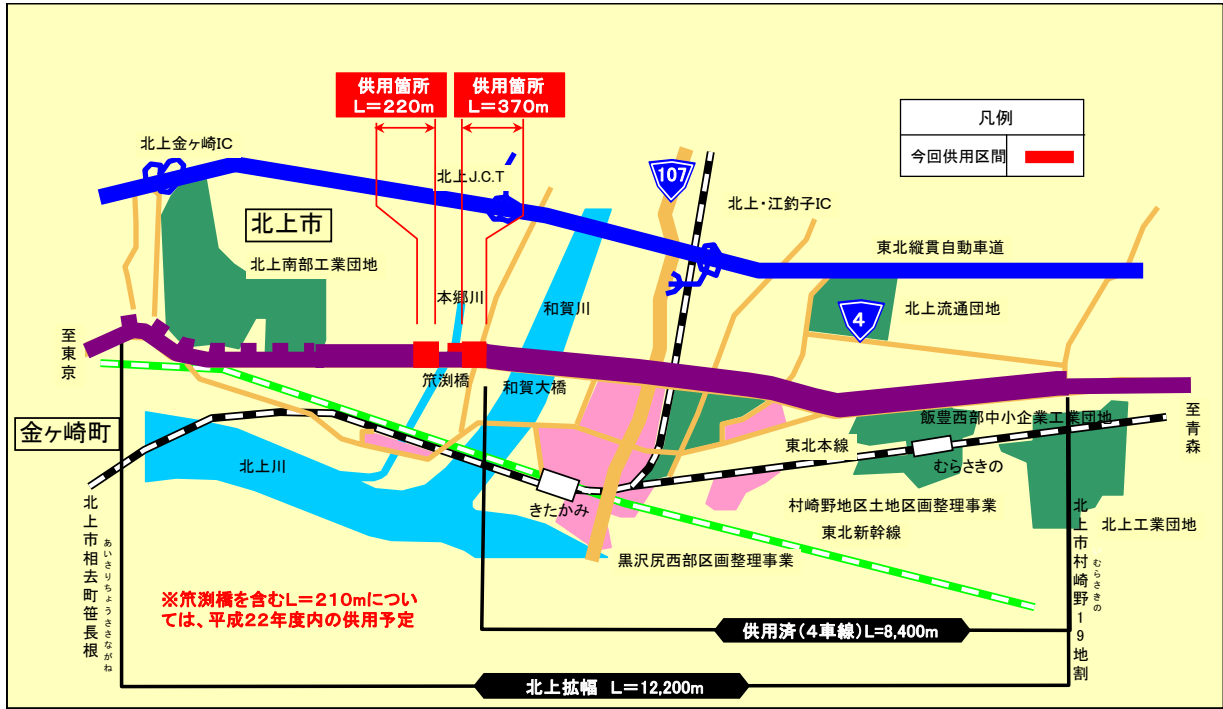 供用箇所
L=220m
供用箇所
L=370m
凡例
今回供用区間
北上金ヶ崎IC
北上J.C.T
107
北上・江釣子IC
北上市
東北縦貫自動車道
北上南部工業団地
本郷川
和賀川
北上流通団地
4
至東京
笊渕橋
和賀大橋
至青森
金ヶ崎町
飯豊西部中小企業工業団地
東北本線
むらさきの
北上川
きたかみ
村崎野地区土地区画整理事業
東北新幹線
北上工業団地
黒沢尻西部区画整理事業
北上市相去町笹長根
あいさりちょうささながね
北上市村崎野19地割
むらさきの
※笊渕橋を含むL=210mについ
ては、平成22年度内の供用予定
供用済(4車線)L=8,400m
北上拡幅 L=12,200m